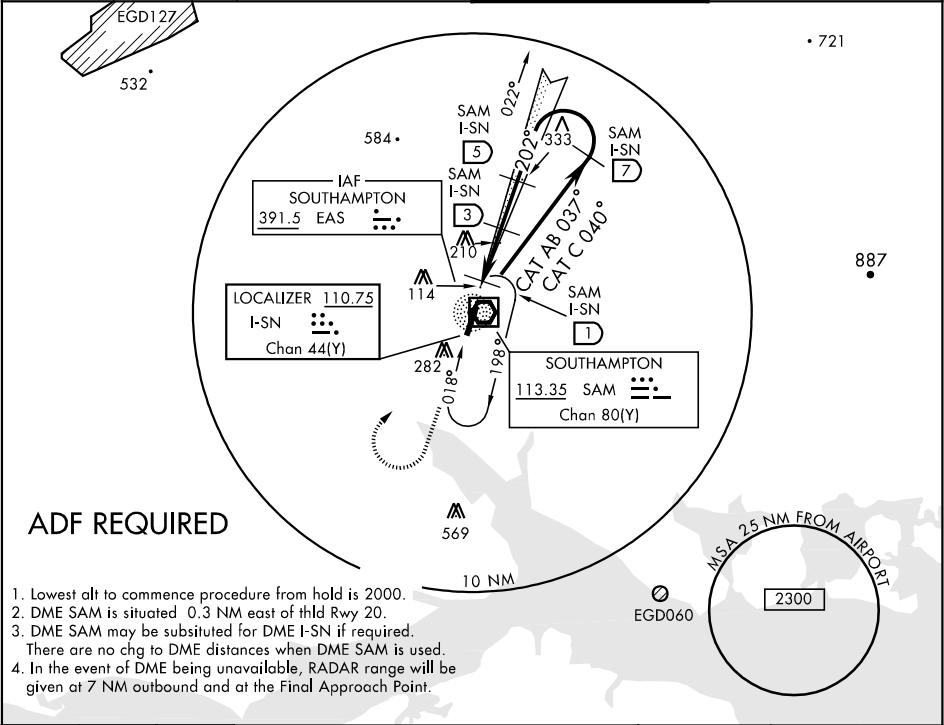 EGD127
532
721
584
022°
202°
333
SAM
I-SN
5
SAM
I-SN
7
SAM
I-SN
3
IAF
SOUTHAMPTON
391.5 EAS
210
CAT AB 037°
CAT C 040°
887
114
LOCALIZER 110.75
I-SN
Chan 44(Y)
SAM
I-SN
1
282
018°
198°
SOUTHAMPTON
113.35 SAM
Chan 80(Y)
569
ADF REQUIRED
10 NM
EGD060
MSA 25 NM FROM AIRPORT
2300
1. Lowest alt to commence procedure from hold is 2000.
2. DME SAM is situated 0.3 NM east of thld Rwy 20.
3. DME SAM may be subsituted for DME I-SN if required.
There are no chg to DME distances when DME SAM is used.
4. In the event of DME being unavailable, RADAR range will be
given at 7 NM outbound and at the Final Approach Point.